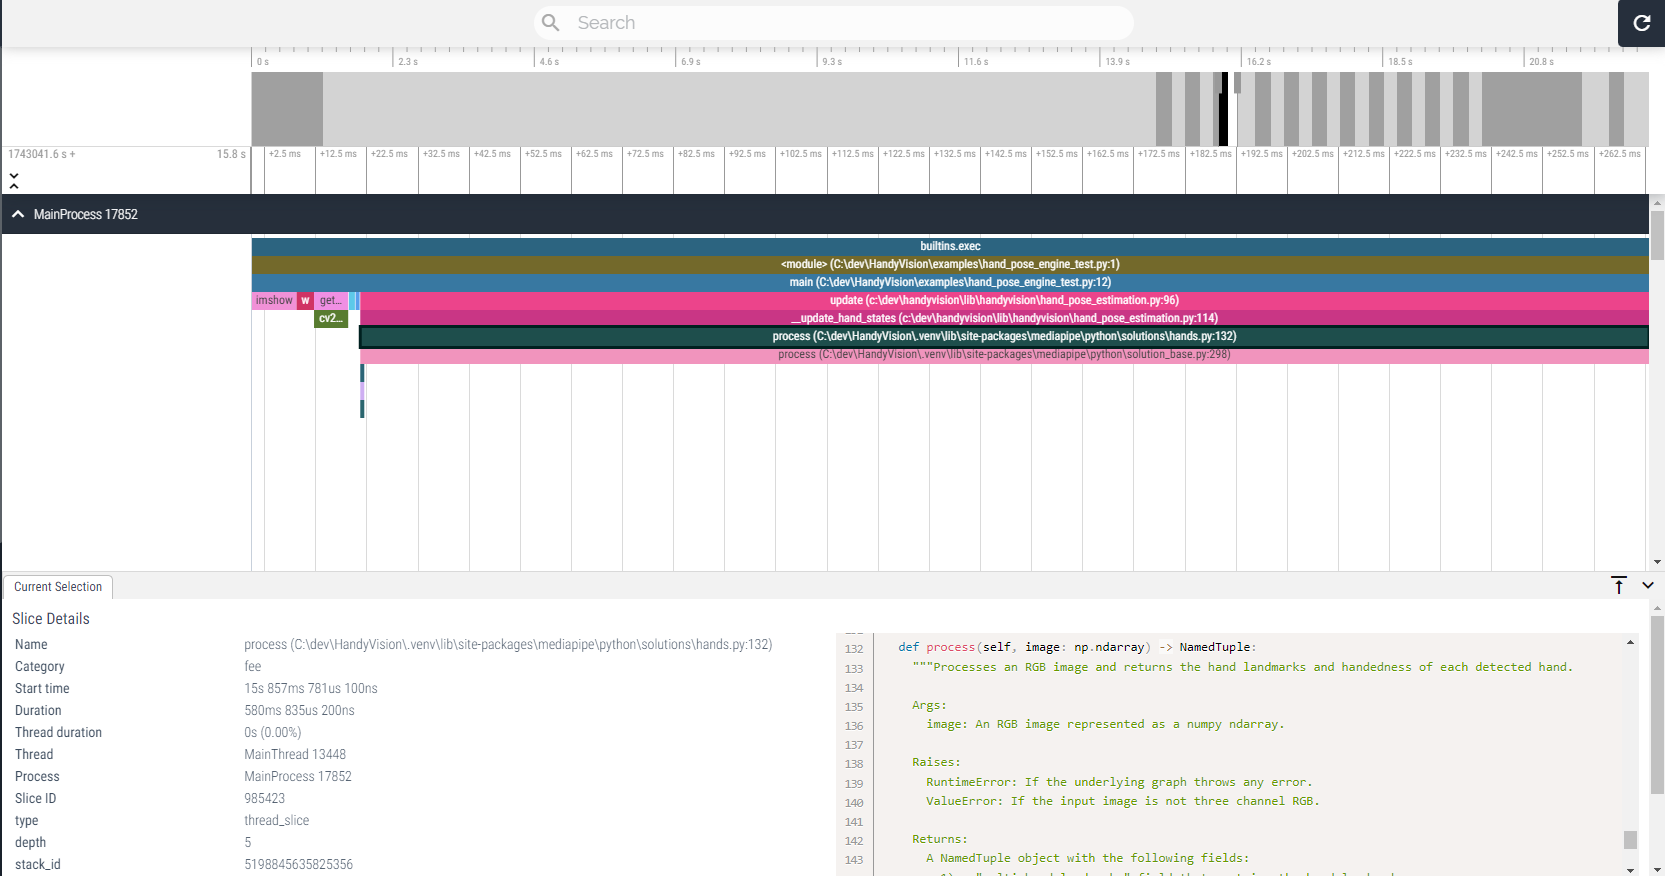 Search
0 s 2.3 s 4.6 s 6.9 s 9.3 s 11.6 s 13.9 s 16.2 s 18.5 s 20.8 s
1743041.6 s + 15.8 s +2.5 ms +12.5 ms +22.5 ms +32.5 ms +42.5 ms +52.5 ms +62.5 ms +72.5 ms +82.5 ms +92.5 ms +102.5 ms +112.5 ms +122.5 ms +132.5 ms +142.5 ms +152.5 ms +162.5 ms +172.5 ms +182.5 ms +192.5 ms +202.5 ms +212.5 ms +222.5 ms +232.5 ms +242.5 ms +252.5 ms +262.5 ms
MainProcess 17852
builtins.exec
<module> (C:\dev\HandyVision\examples\hand_pose_engine_test.py:1)
main (C:\dev\HandyVision\examples\hand_pose_engine_test.py:12)
imshow w get... update (c:\dev\handyvision\lib\handyvision\hand_pose_estimation.py:96)
cv2... __update_hand_states (c:\dev\handyvision\lib\handyvision\hand_pose_estimation.py:114)
process (C:\dev\HandyVision\.venv\lib\site-packages\mediapipe\python\solutions\hands.py:132)
process (C:\dev\HandyVision\.venv\lib\site-packages\mediapipe\python\solution_base.py:298)
Current Selection
Slice Details
Name process (C:\dev\HandyVision\.venv\lib\site-packages\mediapipe\python\solutions\hands.py:132)
Category fee
Start time 15s 857ms 781us 100ns
Duration 580ms 835us 200ns
Thread duration 0s (0.00%)
Thread MainThread 13448
Process MainProcess 17852
Slice ID 985423
type thread_slice
depth 5
stack_id 5198845635825356
132 def process(self, image: np.ndarray) -> NamedTuple:
133 """Processes an RGB image and returns the hand landmarks and handedness of each detected hand.
134
135 Args:
136 image: An RGB image represented as a numpy ndarray.
137
138 Raises:
139 RuntimeError: If the underlying graph throws any error.
140 ValueError: If the input image is not three channel RGB.
141
142 Returns:
143 A NamedTuple object with the following fields: